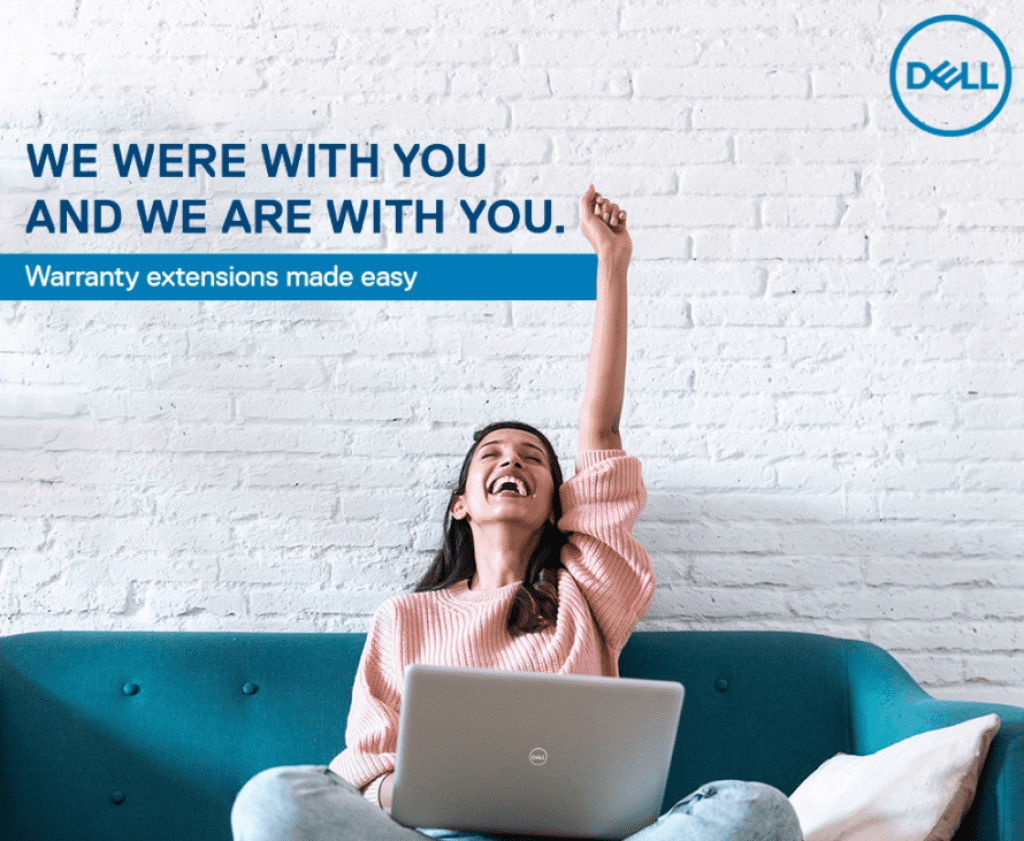 DELL
WE WERE WITH YOU
AND WE ARE WITH YOU.
Warranty extensions made easy
DELL